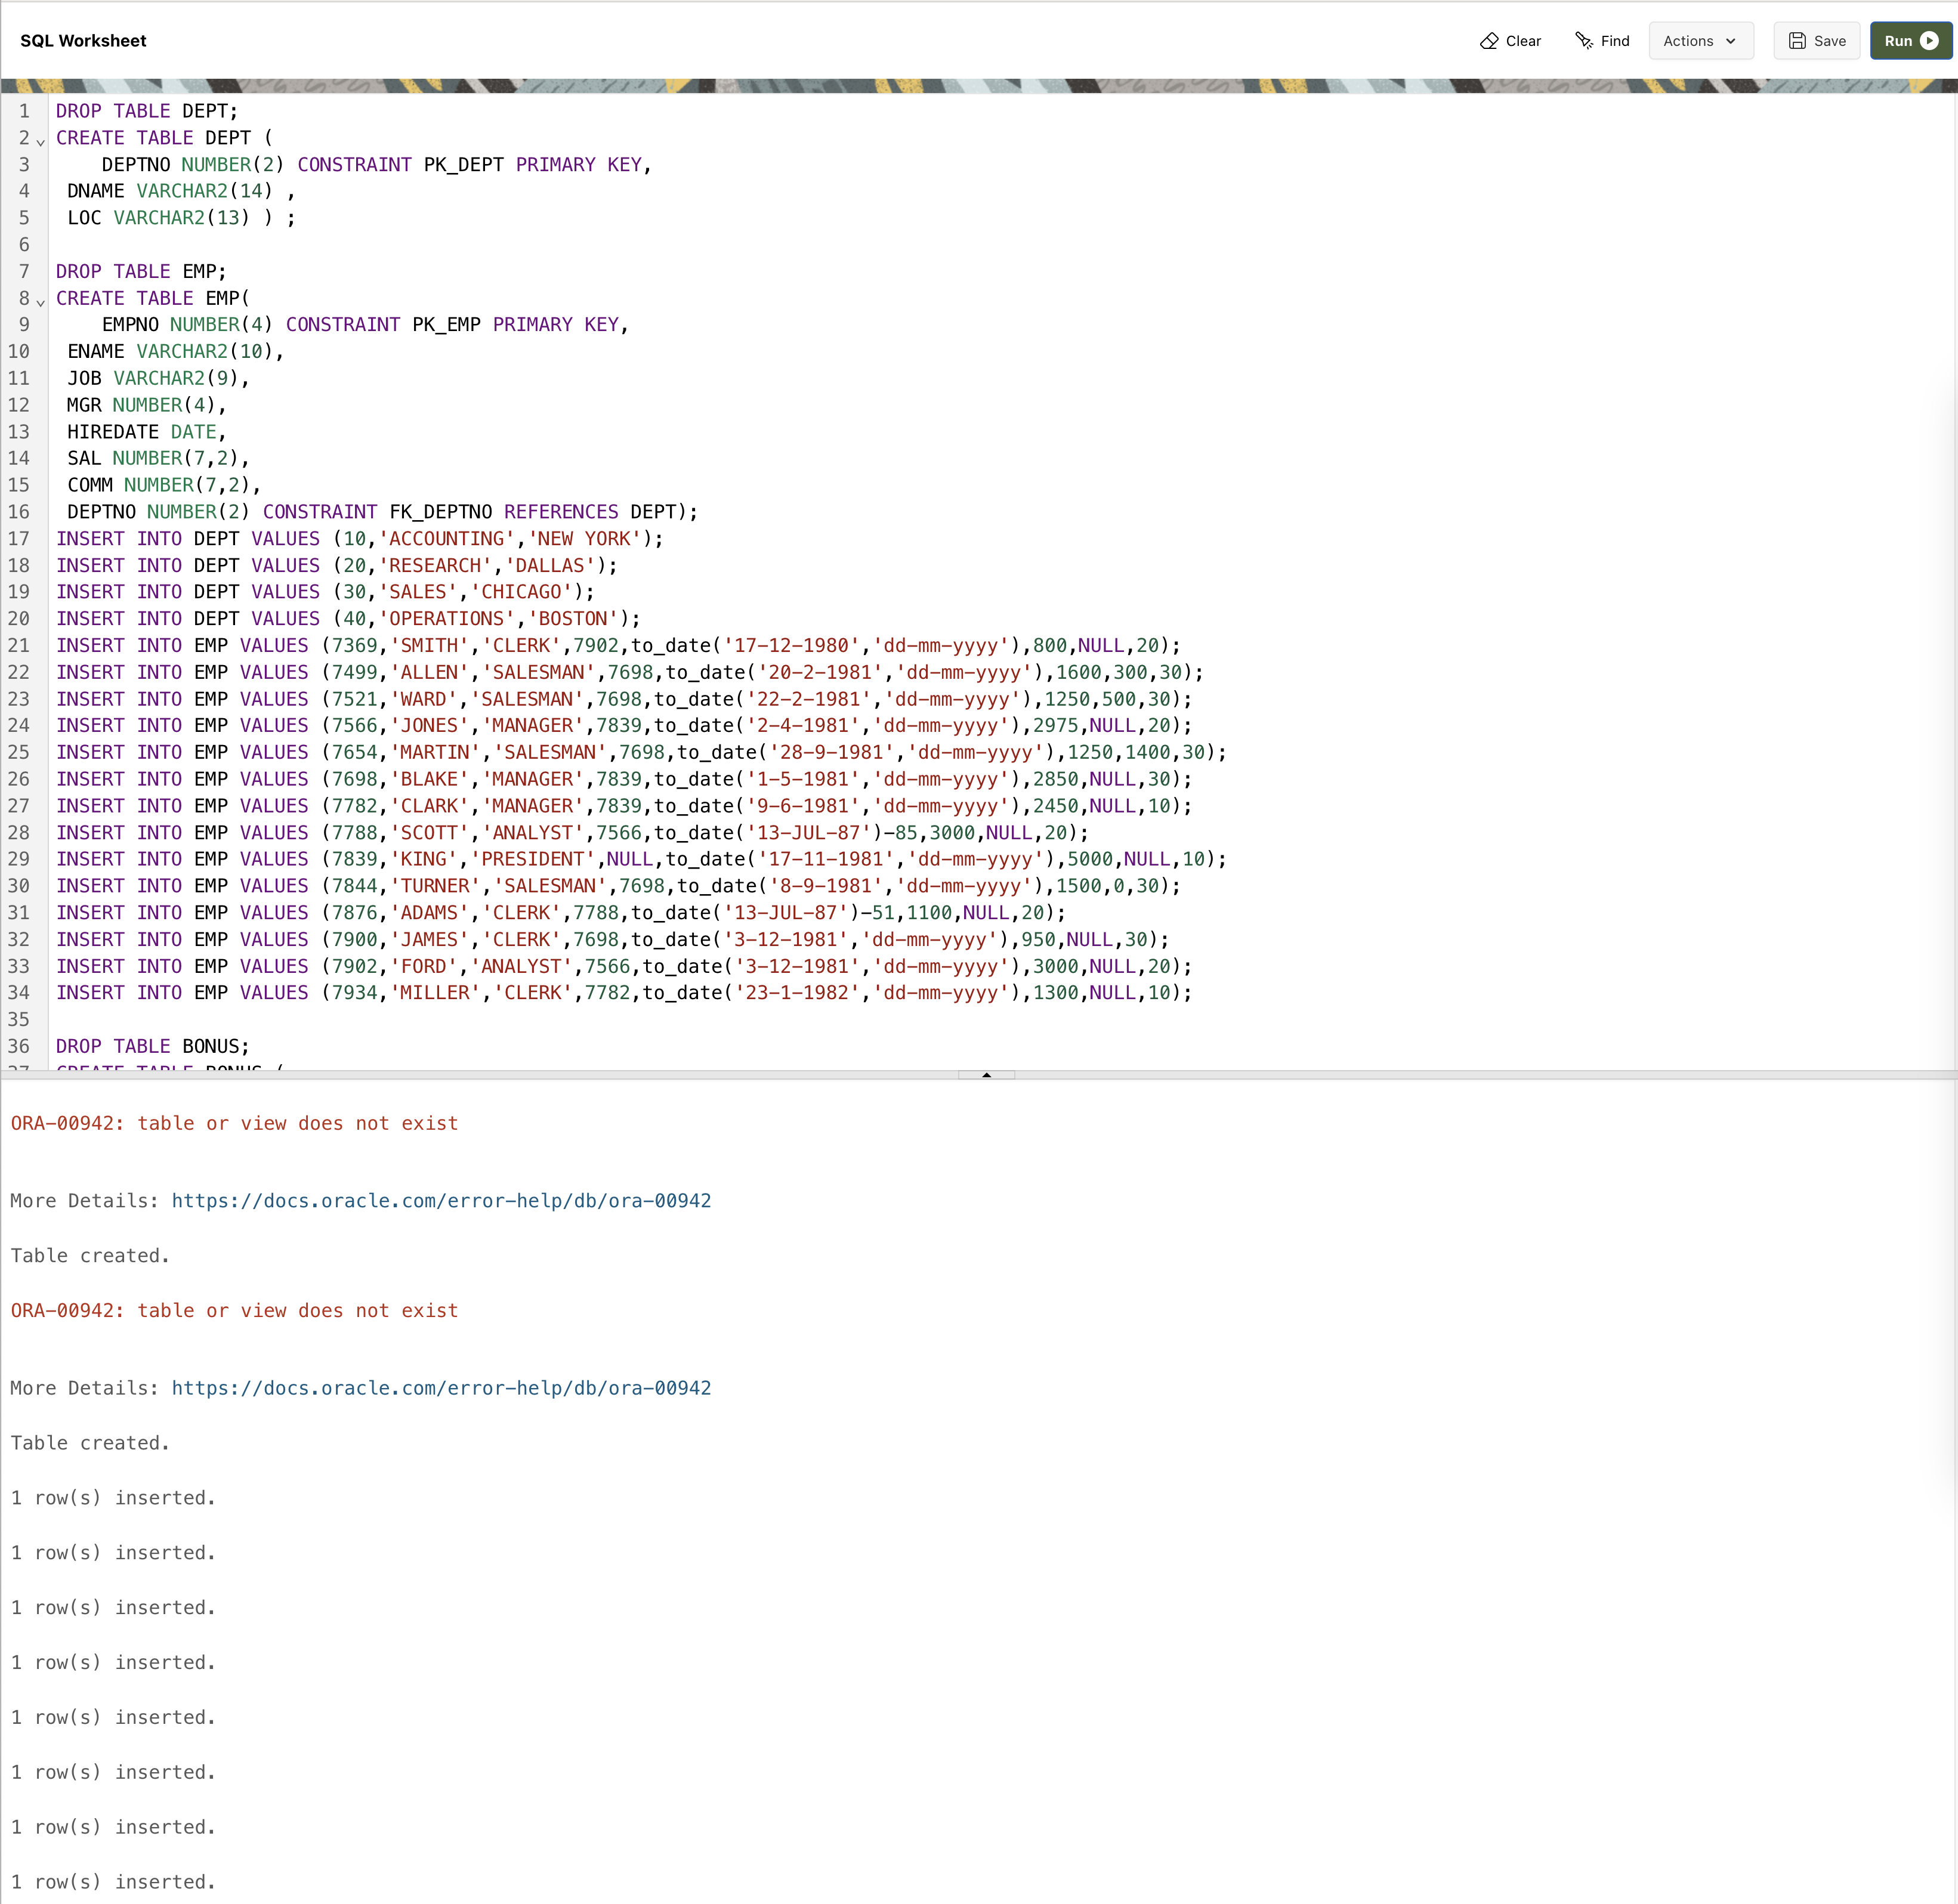 SQL Worksheet
Clear
Find
Actions
Save
Run
1 DROP TABLE DEPT;
2 CREATE TABLE DEPT (
3     DEPTNO NUMBER(2) CONSTRAINT PK_DEPT PRIMARY KEY,
4  DNAME VARCHAR2(14) ,
5  LOC VARCHAR2(13) ) ;
6
7 DROP TABLE EMP;
8 CREATE TABLE EMP(
9     EMPNO NUMBER(4) CONSTRAINT PK_EMP PRIMARY KEY,
10  ENAME VARCHAR2(10),
11  JOB VARCHAR2(9),
12  MGR NUMBER(4),
13  HIREDATE DATE,
14  SAL NUMBER(7,2),
15  COMM NUMBER(7,2),
16  DEPTNO NUMBER(2) CONSTRAINT FK_DEPTNO REFERENCES DEPT);
17 INSERT INTO DEPT VALUES (10,'ACCOUNTING','NEW YORK');
18 INSERT INTO DEPT VALUES (20,'RESEARCH','DALLAS');
19 INSERT INTO DEPT VALUES (30,'SALES','CHICAGO');
20 INSERT INTO DEPT VALUES (40,'OPERATIONS','BOSTON');
21 INSERT INTO EMP VALUES (7369,'SMITH','CLERK',7902,to_date('17-12-1980','dd-mm-yyyy'),800,NULL,20);
22 INSERT INTO EMP VALUES (7499,'ALLEN','SALESMAN',7698,to_date('20-2-1981','dd-mm-yyyy'),1600,300,30);
23 INSERT INTO EMP VALUES (7521,'WARD','SALESMAN',7698,to_date('22-2-1981','dd-mm-yyyy'),1250,500,30);
24 INSERT INTO EMP VALUES (7566,'JONES','MANAGER',7839,to_date('2-4-1981','dd-mm-yyyy'),2975,NULL,20);
25 INSERT INTO EMP VALUES (7654,'MARTIN','SALESMAN',7698,to_date('28-9-1981','dd-mm-yyyy'),1250,1400,30);
26 INSERT INTO EMP VALUES (7698,'BLAKE','MANAGER',7839,to_date('1-5-1981','dd-mm-yyyy'),2850,NULL,30);
27 INSERT INTO EMP VALUES (7782,'CLARK','MANAGER',7839,to_date('9-6-1981','dd-mm-yyyy'),2450,NULL,10);
28 INSERT INTO EMP VALUES (7788,'SCOTT','ANALYST',7566,to_date('13-JUL-87')-85,3000,NULL,20);
29 INSERT INTO EMP VALUES (7839,'KING','PRESIDENT',NULL,to_date('17-11-1981','dd-mm-yyyy'),5000,NULL,10);
30 INSERT INTO EMP VALUES (7844,'TURNER','SALESMAN',7698,to_date('8-9-1981','dd-mm-yyyy'),1500,0,30);
31 INSERT INTO EMP VALUES (7876,'ADAMS','CLERK',7788,to_date('13-JUL-87')-51,1100,NULL,20);
32 INSERT INTO EMP VALUES (7900,'JAMES','CLERK',7698,to_date('3-12-1981','dd-mm-yyyy'),950,NULL,30);
33 INSERT INTO EMP VALUES (7902,'FORD','ANALYST',7566,to_date('3-12-1981','dd-mm-yyyy'),3000,NULL,20);
34 INSERT INTO EMP VALUES (7934,'MILLER','CLERK',7782,to_date('23-1-1982','dd-mm-yyyy'),1300,NULL,10);
35
36 DROP TABLE BONUS;
37 CREATE TABLE BONUS (
ORA-00942: table or view does not exist
More Details: https://docs.oracle.com/error-help/db/ora-00942
Table created.
ORA-00942: table or view does not exist
More Details: https://docs.oracle.com/error-help/db/ora-00942
Table created.
1 row(s) inserted.
1 row(s) inserted.
1 row(s) inserted.
1 row(s) inserted.
1 row(s) inserted.
1 row(s) inserted.
1 row(s) inserted.
1 row(s) inserted.